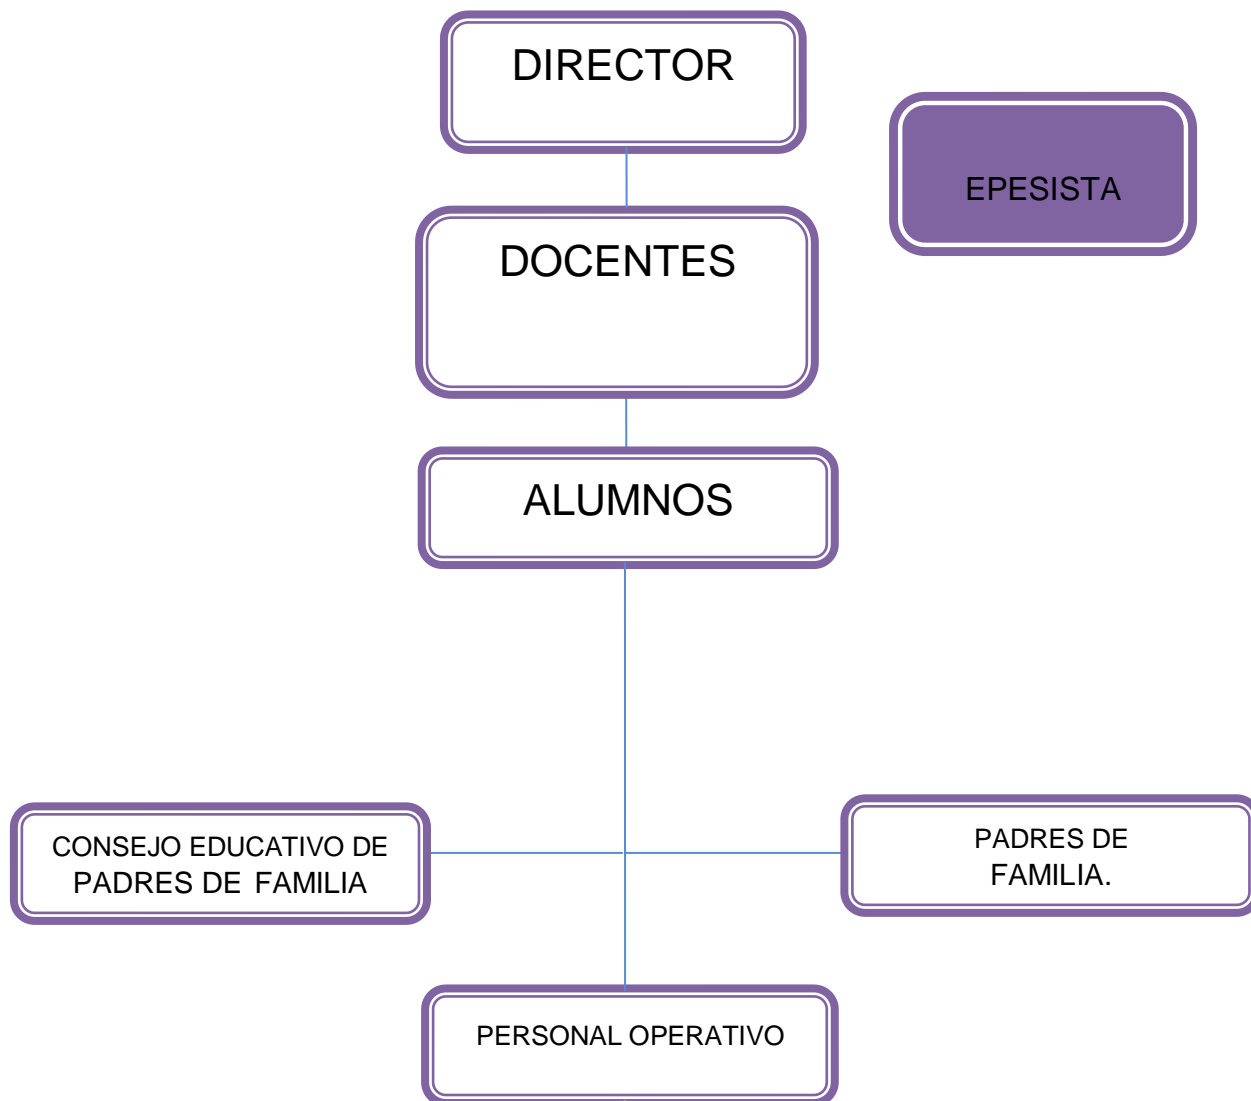 DIRECTOR
EPESISTA
DOCENTES
ALUMNOS
CONSEJO EDUCATIVO DE
PADRES DE FAMILIA
PADRES DE
FAMILIA.
PERSONAL OPERATIVO